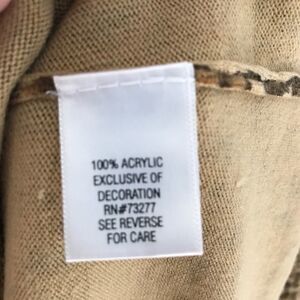 100% ACRYLIC
EXCLUSIVE OF
DECORATION
RN#73277
SEE REVERSE
FOR CARE